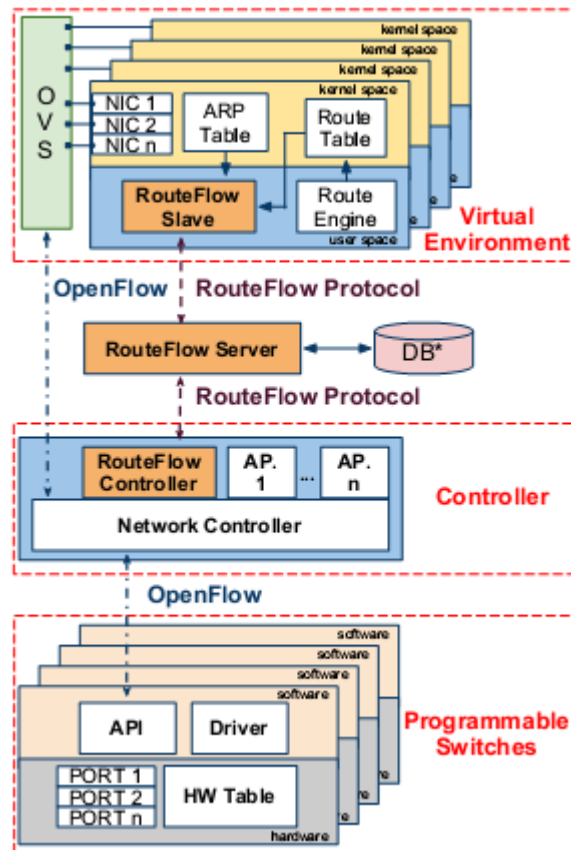 kernel space
kernel space
kernel space
kernel space
O
V
S
NIC 1
NIC 2
NIC n
ARP
Table
Route
Table
RouteFlow
Slave
Route
Engine
user space
e
e
e
Virtual
Environment
OpenFlow
RouteFlow Protocol
RouteFlow Server
DB*
RouteFlow Protocol
RouteFlow
Controller
AP.
1
...
AP.
n
Network Controller
Controller
OpenFlow
software
software
software
software
API
Driver
PORT 1
PORT 2
PORT n
HW Table
hardware
re
re
re
Programmable
Switches